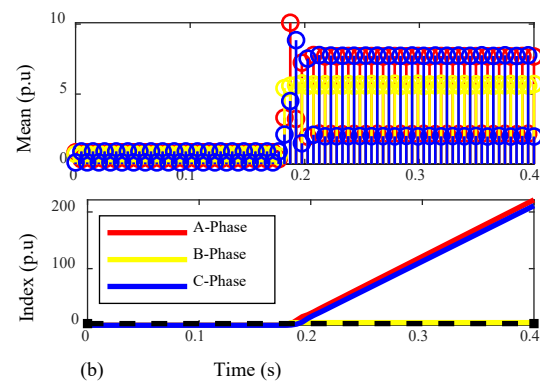 10
Mean (p.u)
5
0
0 0.1 0.2 0.3 0.4
200
Index (p.u)
A-Phase
B-Phase
C-Phase
100
0
0 0.1 0.2 0.3 0.4
(b) Time (s)